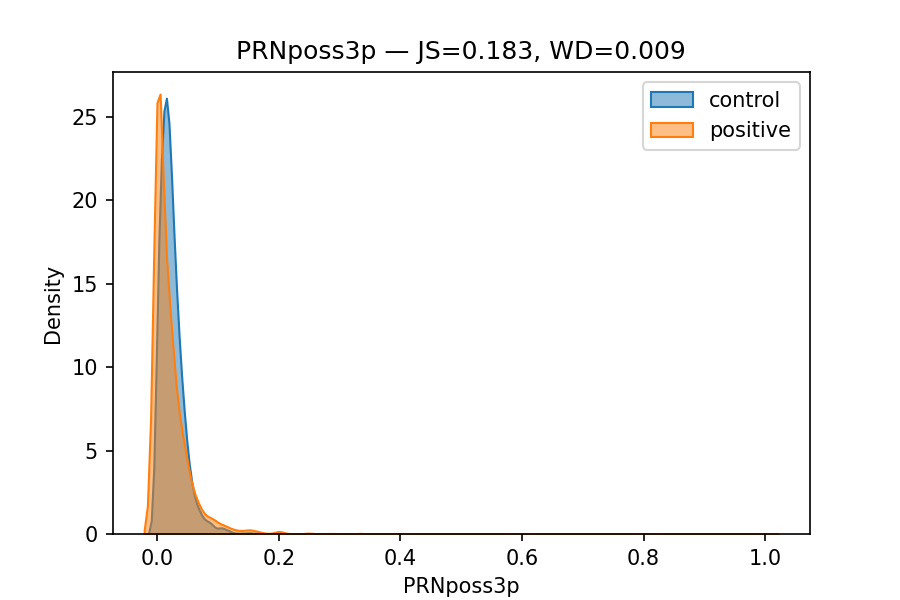 PRNposs3p — JS=0.183, WD=0.009
control
positive
Density
25
20
15
10
5
0
0.0 0.2 0.4 0.6 0.8 1.0
PRNposs3p